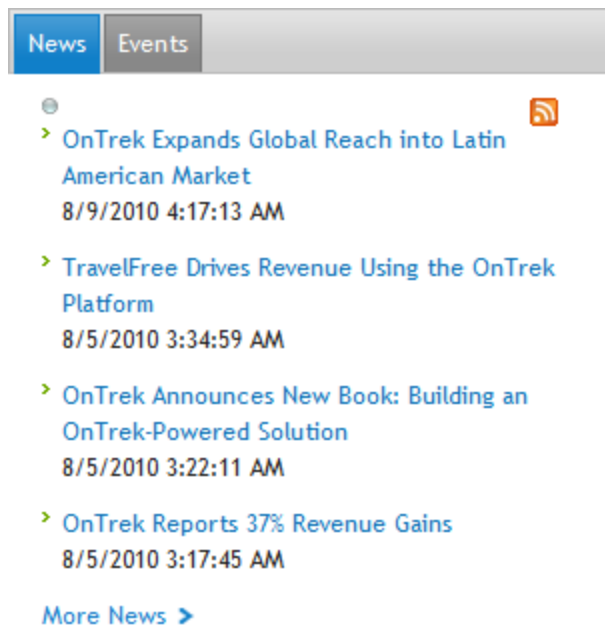 News
Events
OnTrek Expands Global Reach into Latin
American Market
8/9/2010 4:17:13 AM
TravelFree Drives Revenue Using the OnTrek
Platform
8/5/2010 3:34:59 AM
OnTrek Announces New Book: Building an
OnTrek-Powered Solution
8/5/2010 3:22:11 AM
OnTrek Reports 37% Revenue Gains
8/5/2010 3:17:45 AM
More News >